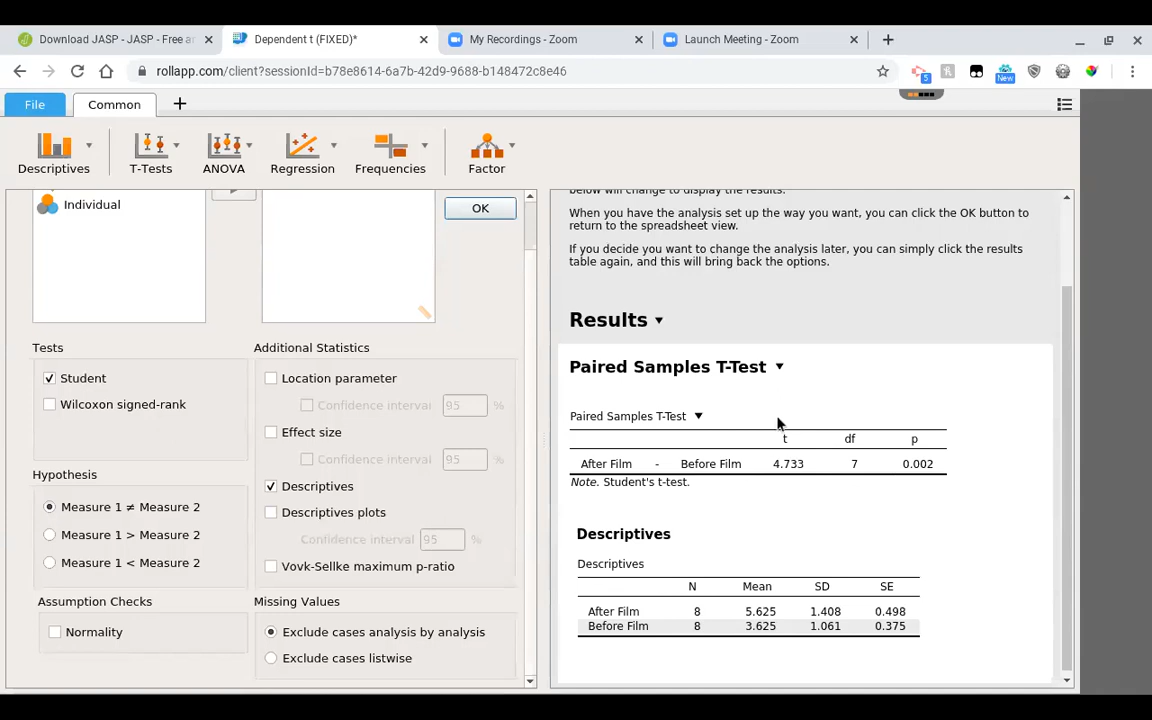 Download JASP - JASP - Free a
Dependent t (FIXED)*
My Recordings - Zoom
Launch Meeting - Zoom
rollapp.com/client?sessionId=b78e8614-6a7b-42d9-9688-b148472c8e46
5
New
File
Common
Descriptives
T-Tests
ANOVA
Regression
Frequencies
Factor
Individual
OK
Tests
Student
Wilcoxon signed-rank
Hypothesis
Measure 1 ≠ Measure 2
Measure 1 > Measure 2
Measure 1 < Measure 2
Assumption Checks
Normality
Additional Statistics
Location parameter
Confidence interval 95 %
Effect size
Confidence interval 95 %
Descriptives
Descriptives plots
Confidence interval 95 %
Vovk-Sellke maximum p-ratio
Missing Values
Exclude cases analysis by analysis
Exclude cases listwise
below will change to display the results.
When you have the analysis set up the way you want, you can click the OK button to
return to the spreadsheet view.
If you decide you want to change the analysis later, you can simply click the results
table again, and this will bring back the options.
Results
Paired Samples T-Test
Paired Samples T-Test
t df p
After Film - Before Film 4.733 7 0.002
Note. Student's t-test.
Descriptives
Descriptives
N Mean SD SE
After Film 8 5.625 1.408 0.498
Before Film 8 3.625 1.061 0.375